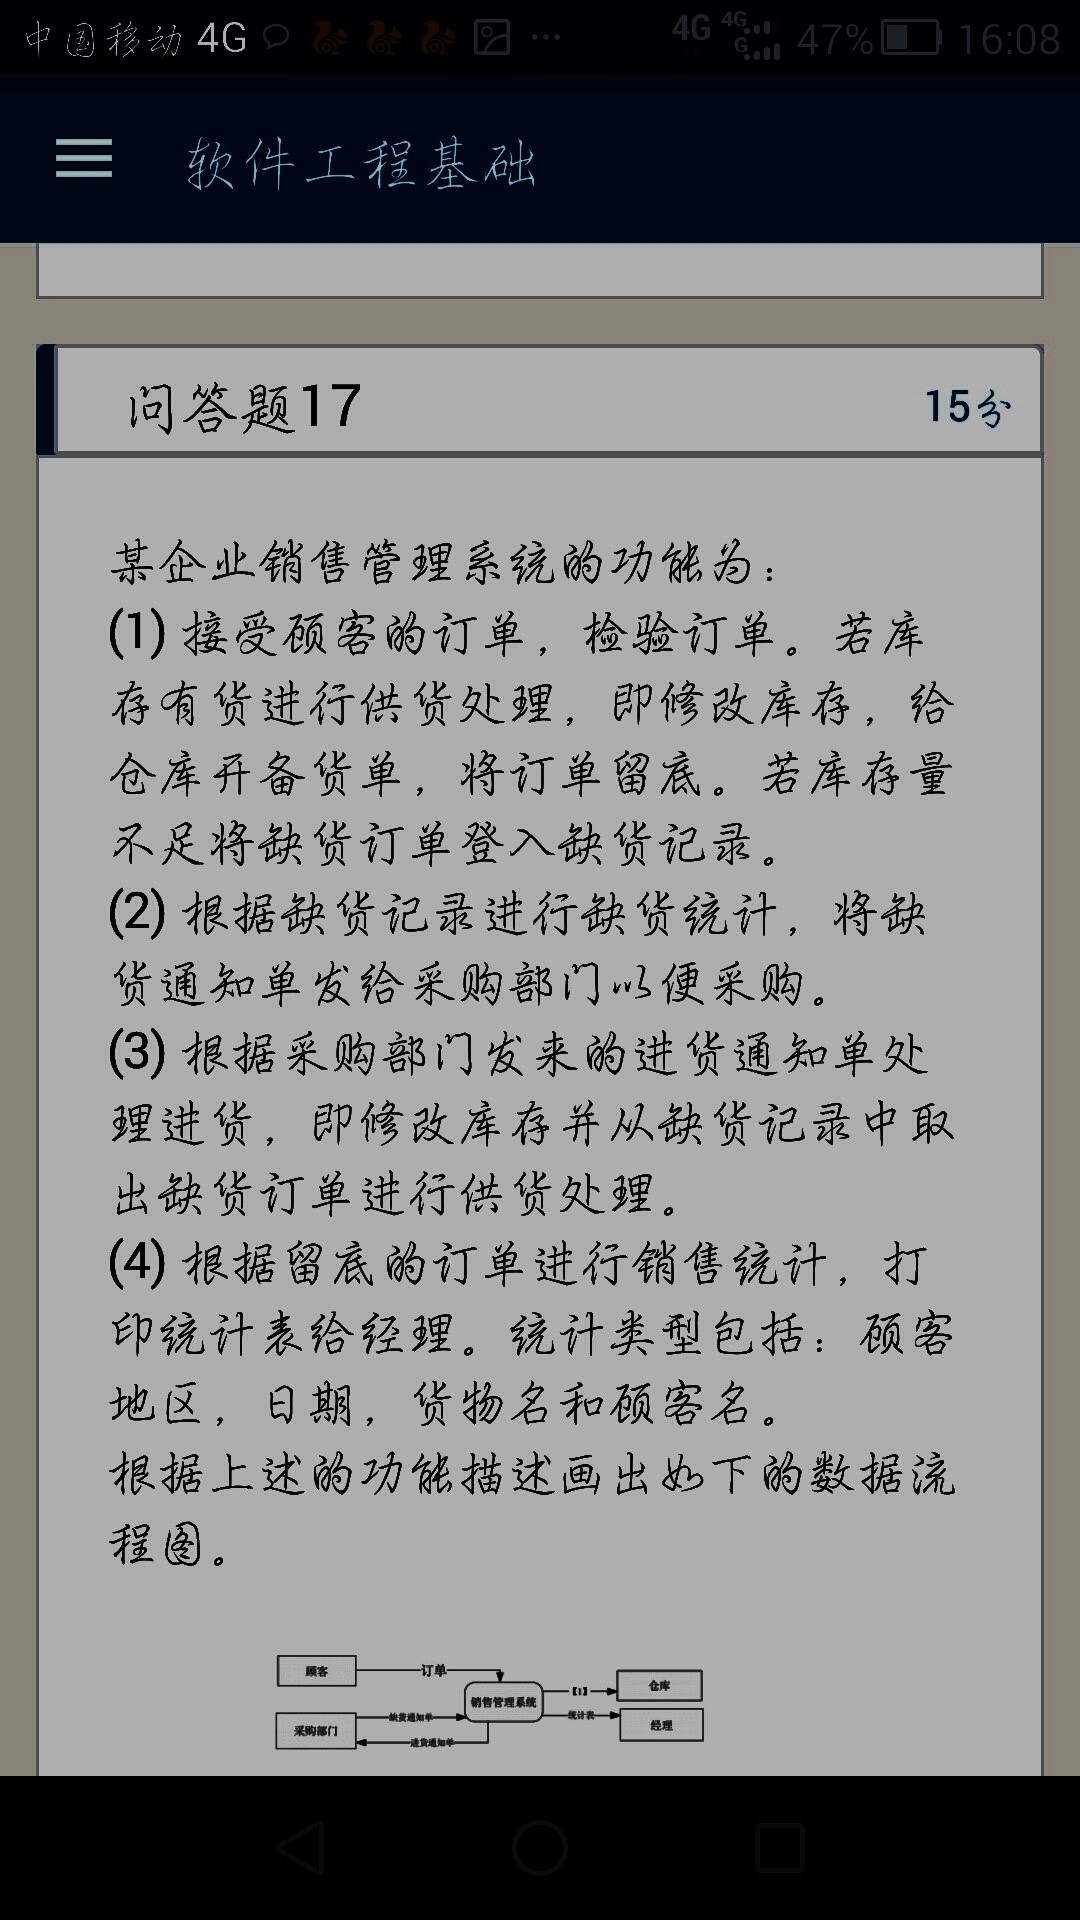 中国移动 4G ... 4G 4G G 47% 16:08
软件工程基础
问答题17 15分
某企业销售管理系统的功能为：
(1) 接受顾客的订单，检验订单。若库
存有货进行供货处理，即修改库存，给
仓库开备货单，将订单留底。若库存量
不足将缺货订单登入缺货记录。
(2) 根据缺货记录进行缺货统计，将缺
货通知单发给采购部门以便采购。
(3) 根据采购部门发来的进货通知单处
理进货，即修改库存并从缺货记录中取
出缺货订单进行供货处理。
(4) 根据留底的订单进行销售统计，打
印统计表给经理。统计类型包括：顾客
地区，日期，货物名和顾客名。
根据上述的功能描述画出如下的数据流
程图。
顾客 订单
销售管理系统 【1】 仓库
采购部门 缺货通知单 统计表 经理
进货通知单